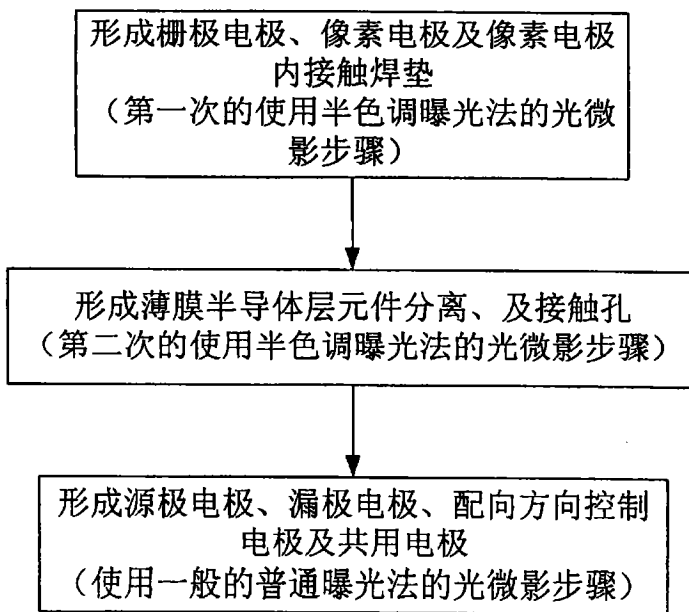 形成栅极电极、像素电极及像素电极
内接触焊垫
（第一次的使用半色调曝光法的光微
影步骤）
形成薄膜半导体层元件分离、及接触孔
（第二次的使用半色调曝光法的光微影步骤）
形成源极电极、漏极电极、配向方向控制
电极及共用电极
（使用一般的普通曝光法的光微影步骤）